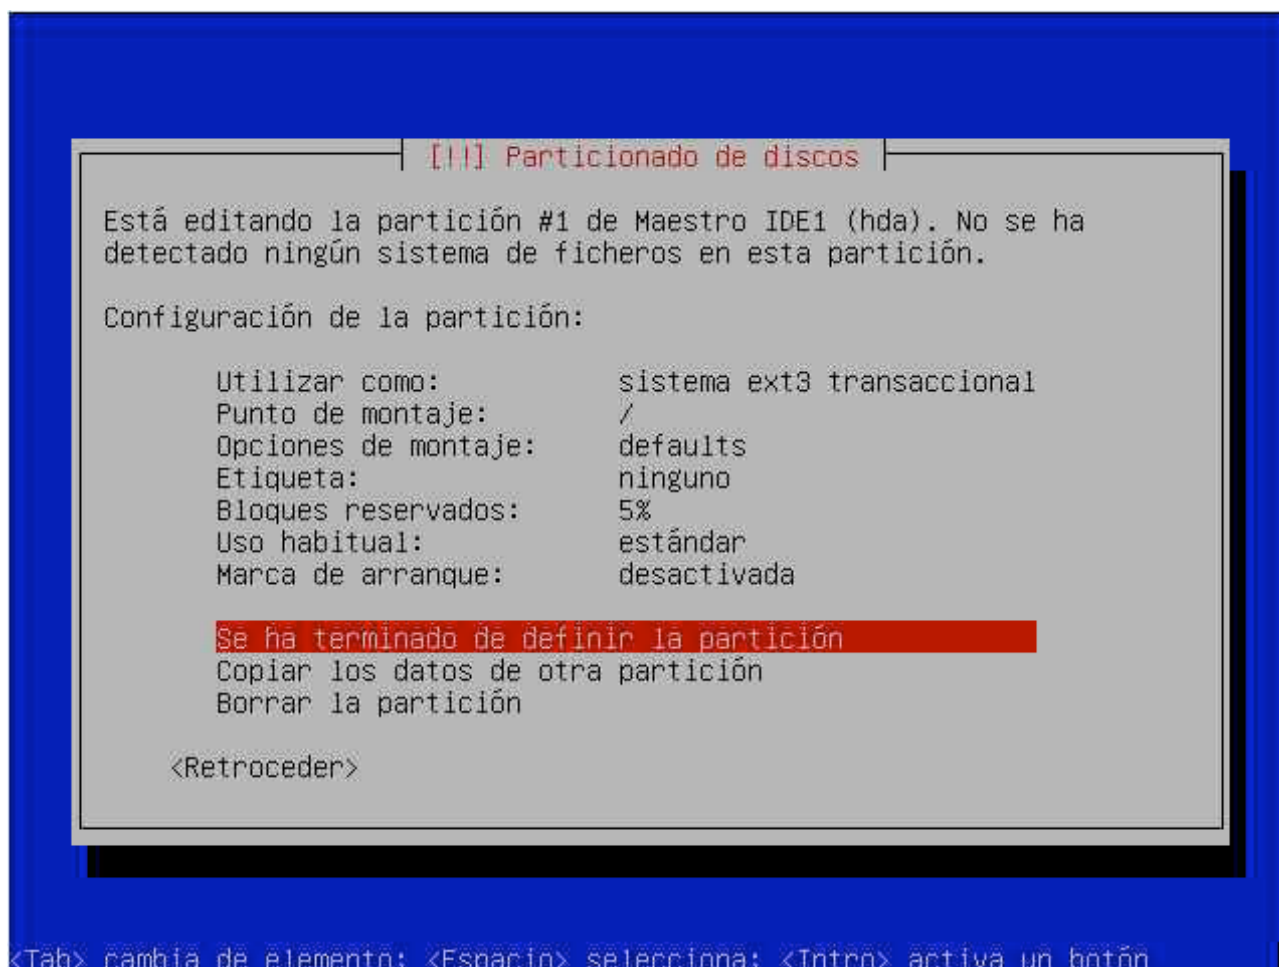 [!!] Particionado de discos
Está editando la partición #1 de Maestro IDE1 (hda). No se ha
detectado ningún sistema de ficheros en esta partición.
Configuración de la partición:
Utilizar como: sistema ext3 transaccional
Punto de montaje: /
Opciones de montaje: defaults
Etiqueta: ninguno
Bloques reservados: 5%
Uso habitual: estándar
Marca de arranque: desactivada
Se ha terminado de definir la partición
Copiar los datos de otra partición
Borrar la partición
<Retroceder>
<Tab> cambia de elemento; <Espacio> selecciona; <Intro> activa un botón